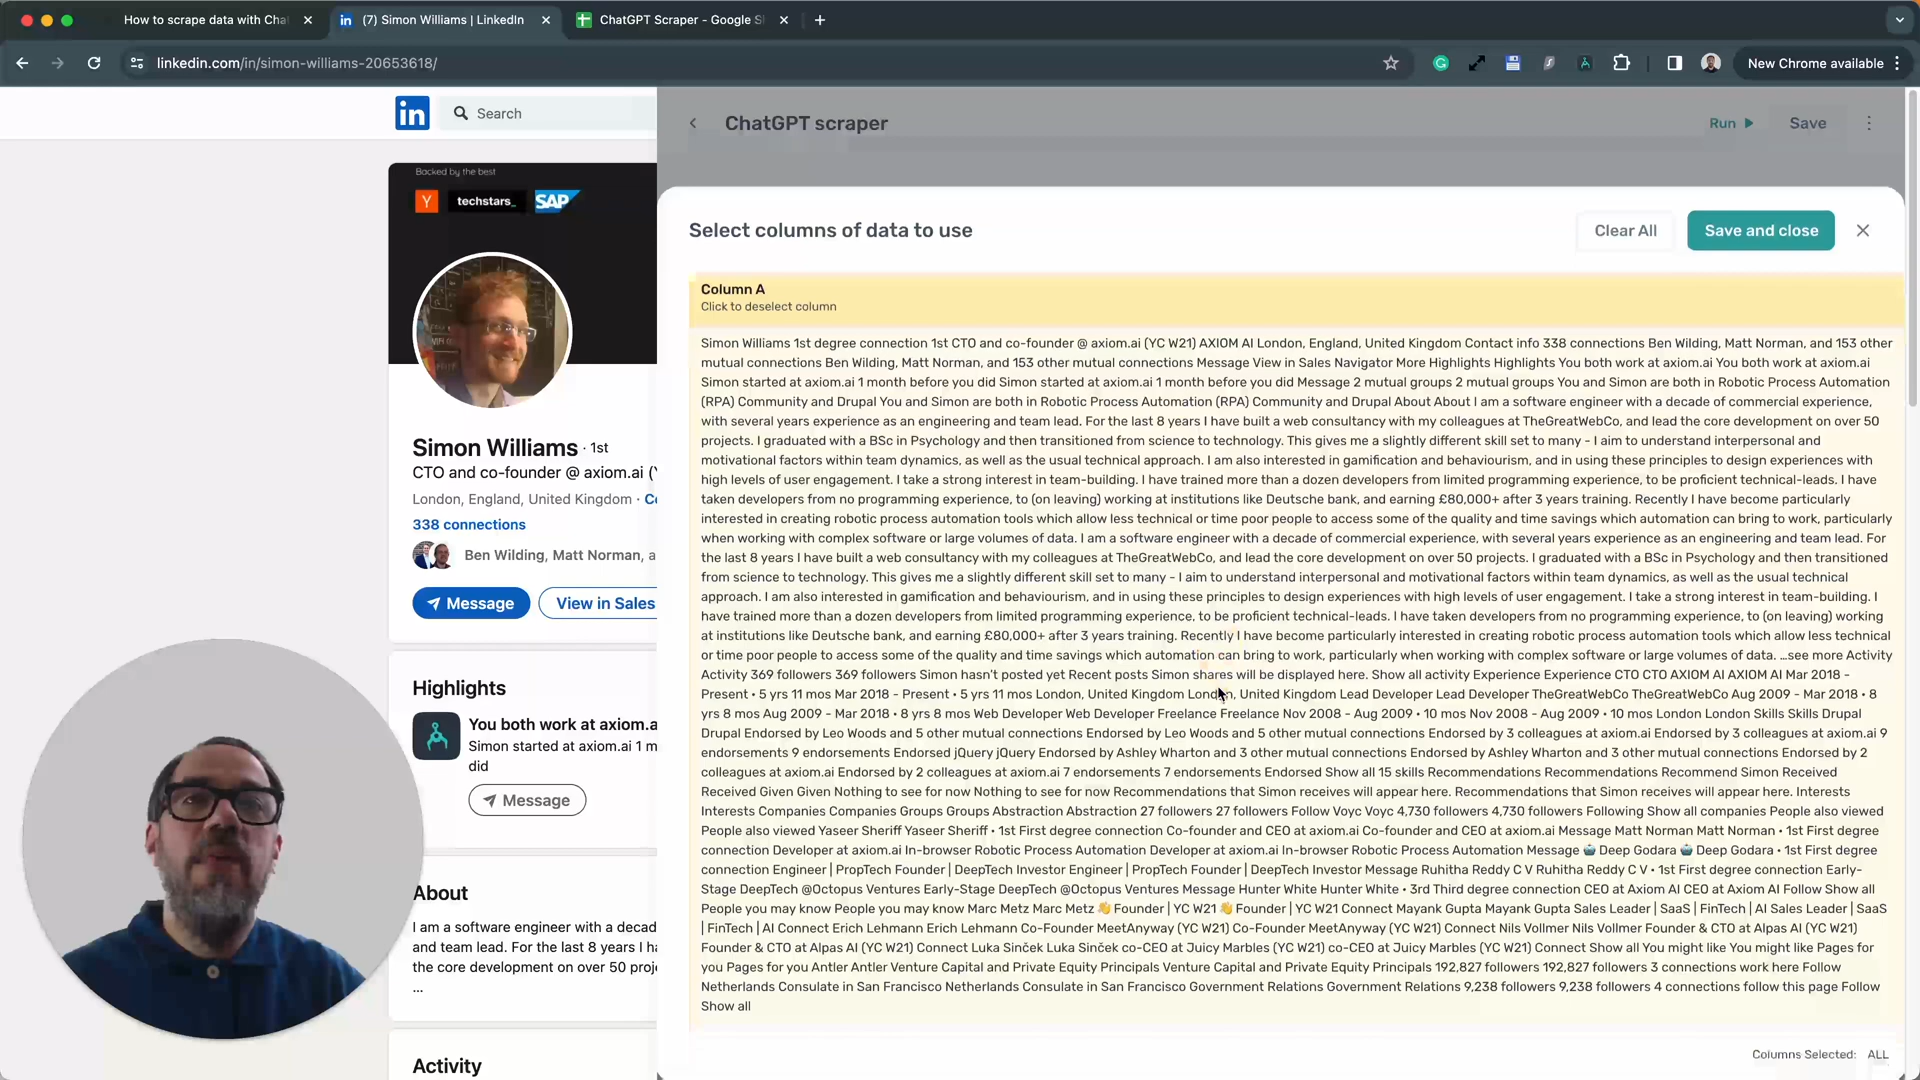 How to scrape data with Cha
(7) Simon Williams | LinkedIn
ChatGPT Scraper - Google S
linkedin.com/in/simon-williams-20653618/
New Chrome available
in
Search
ChatGPT scraper
Run
Save
Backed by the best
Y
techstars_
SAP
Select columns of data to use
Clear All
Save and close
Column A
Click to deselect column
Simon Williams · 1st
CTO and co-founder @ axiom.ai (Y
London, England, United Kingdom · Co
338 connections
Ben Wilding, Matt Norman, a
Message
View in Sales
Highlights
You both work at axiom.a
Simon started at axiom.ai 1 m
did
Message
About
I am a software engineer with a decad
and team lead. For the last 8 years I ha
the core development on over 50 proje
...
Activity
Simon Williams 1st degree connection 1st CTO and co-founder @ axiom.ai (YC W21) AXIOM AI London, England, United Kingdom Contact info 338 connections Ben Wilding, Matt Norman, and 153 other
mutual connections Ben Wilding, Matt Norman, and 153 other mutual connections Message View in Sales Navigator More Highlights Highlights You both work at axiom.ai You both work at axiom.ai
Simon started at axiom.ai 1 month before you did Simon started at axiom.ai 1 month before you did Message 2 mutual groups 2 mutual groups You and Simon are both in Robotic Process Automation
(RPA) Community and Drupal You and Simon are both in Robotic Process Automation (RPA) Community and Drupal About About I am a software engineer with a decade of commercial experience,
with several years experience as an engineering and team lead. For the last 8 years I have built a web consultancy with my colleagues at TheGreatWebCo, and lead the core development on over 50
projects. I graduated with a BSc in Psychology and then transitioned from science to technology. This gives me a slightly different skill set to many - I aim to understand interpersonal and
motivational factors within team dynamics, as well as the usual technical approach. I am also interested in gamification and behaviourism, and in using these principles to design experiences with
high levels of user engagement. I take a strong interest in team-building. I have trained more than a dozen developers from limited programming experience, to be proficient technical-leads. I have
taken developers from no programming experience, to (on leaving) working at institutions like Deutsche bank, and earning £80,000+ after 3 years training. Recently I have become particularly
interested in creating robotic process automation tools which allow less technical or time poor people to access some of the quality and time savings which automation can bring to work, particularly
when working with complex software or large volumes of data. I am a software engineer with a decade of commercial experience, with several years experience as an engineering and team lead. For
the last 8 years I have built a web consultancy with my colleagues at TheGreatWebCo, and lead the core development on over 50 projects. I graduated with a BSc in Psychology and then transitioned
from science to technology. This gives me a slightly different skill set to many - I aim to understand interpersonal and motivational factors within team dynamics, as well as the usual technical
approach. I am also interested in gamification and behaviourism, and in using these principles to design experiences with high levels of user engagement. I take a strong interest in team-building. I
have trained more than a dozen developers from limited programming experience, to be proficient technical-leads. I have taken developers from no programming experience, to (on leaving) working
at institutions like Deutsche bank, and earning £80,000+ after 3 years training. Recently I have become particularly interested in creating robotic process automation tools which allow less technical
or time poor people to access some of the quality and time savings which automation can bring to work, particularly when working with complex software or large volumes of data. …see more Activity
Activity 369 followers 369 followers Simon hasn't posted yet Recent posts Simon shares will be displayed here. Show all activity Experience Experience CTO CTO AXIOM AI AXIOM AI Mar 2018 -
Present • 5 yrs 11 mos Mar 2018 - Present • 5 yrs 11 mos London, United Kingdom London, United Kingdom Lead Developer Lead Developer TheGreatWebCo TheGreatWebCo Aug 2009 - Mar 2018 • 8
yrs 8 mos Aug 2009 - Mar 2018 • 8 yrs 8 mos Web Developer Web Developer Freelance Freelance Nov 2008 - Aug 2009 • 10 mos Nov 2008 - Aug 2009 • 10 mos London London Skills Skills Drupal
Drupal Endorsed by Leo Woods and 5 other mutual connections Endorsed by Leo Woods and 5 other mutual connections Endorsed by 3 colleagues at axiom.ai Endorsed by 3 colleagues at axiom.ai 9
endorsements 9 endorsements Endorsed jQuery jQuery Endorsed by Ashley Wharton and 3 other mutual connections Endorsed by Ashley Wharton and 3 other mutual connections Endorsed by 2
colleagues at axiom.ai Endorsed by 2 colleagues at axiom.ai 7 endorsements 7 endorsements Endorsed Show all 15 skills Recommendations Recommendations Recommend Simon Received
Received Given Given Nothing to see for now Nothing to see for now Recommendations that Simon receives will appear here. Recommendations that Simon receives will appear here. Interests
Interests Companies Companies Groups Groups Abstraction Abstraction 27 followers 27 followers Follow Voyc Voyc 4,730 followers 4,730 followers Following Show all companies People also viewed
People also viewed Yaseer Sheriff Yaseer Sheriff • 1st First degree connection Co-founder and CEO at axiom.ai Co-founder and CEO at axiom.ai Message Matt Norman Matt Norman • 1st First degree
connection Developer at axiom.ai In-browser Robotic Process Automation Developer at axiom.ai In-browser Robotic Process Automation Message 🤖 Deep Godara 🤖 Deep Godara • 1st First degree
connection Engineer | PropTech Founder | DeepTech Investor Engineer | PropTech Founder | DeepTech Investor Message Ruhitha Reddy C V Ruhitha Reddy C V • 1st First degree connection Early-
Stage DeepTech @Octopus Ventures Early-Stage DeepTech @Octopus Ventures Message Hunter White Hunter White • 3rd Third degree connection CEO at Axiom AI CEO at Axiom AI Follow Show all
People you may know People you may know Marc Metz Marc Metz 👋 Founder | YC W21 👋 Founder | YC W21 Connect Mayank Gupta Mayank Gupta Sales Leader | SaaS | FinTech | AI Sales Leader | SaaS
| FinTech | AI Connect Erich Lehmann Erich Lehmann Co-Founder MeetAnyway (YC W21) Co-Founder MeetAnyway (YC W21) Connect Nils Vollmer Nils Vollmer Founder & CTO at Alpas AI (YC W21)
Founder & CTO at Alpas AI (YC W21) Connect Luka Sinček Luka Sinček co-CEO at Juicy Marbles (YC W21) co-CEO at Juicy Marbles (YC W21) Connect Show all You might like You might like Pages for
you Pages for you Antler Antler Venture Capital and Private Equity Principals Venture Capital and Private Equity Principals 192,827 followers 192,827 followers 3 connections work here Follow
Netherlands Consulate in San Francisco Netherlands Consulate in San Francisco Government Relations Government Relations 9,238 followers 9,238 followers 4 connections follow this page Follow
Show all
Columns Selected: ALL